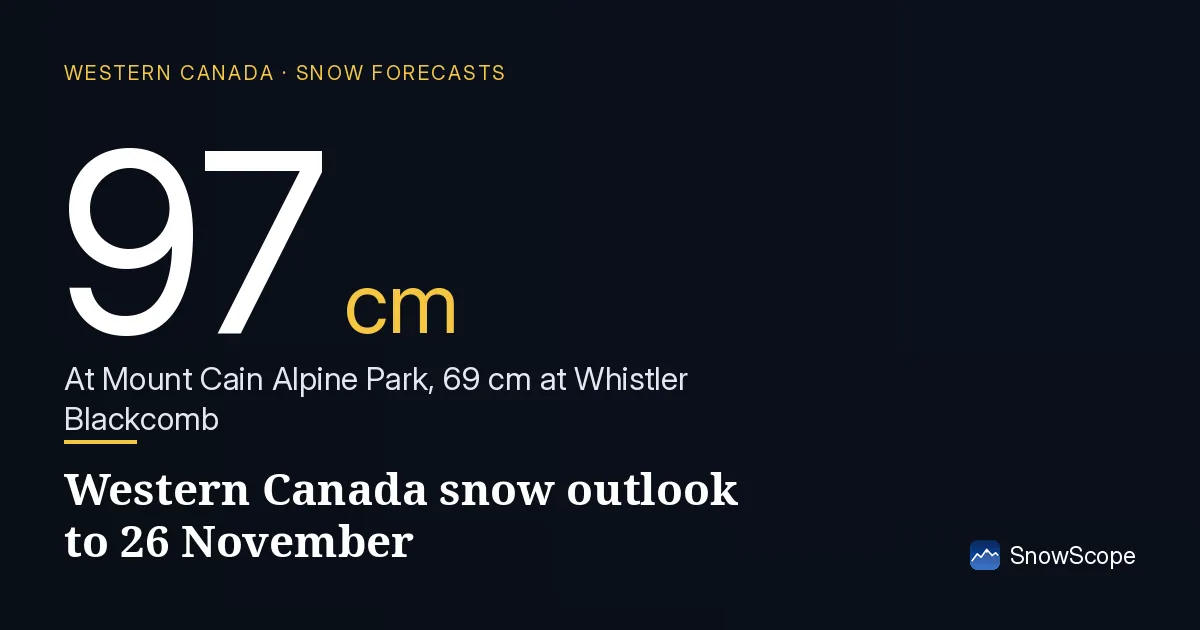 WESTERN CANADA · SNOW FORECASTS
97 cm
At Mount Cain Alpine Park, 69 cm at Whistler
Blackcomb
Western Canada snow outlook
to 26 November
SnowScope